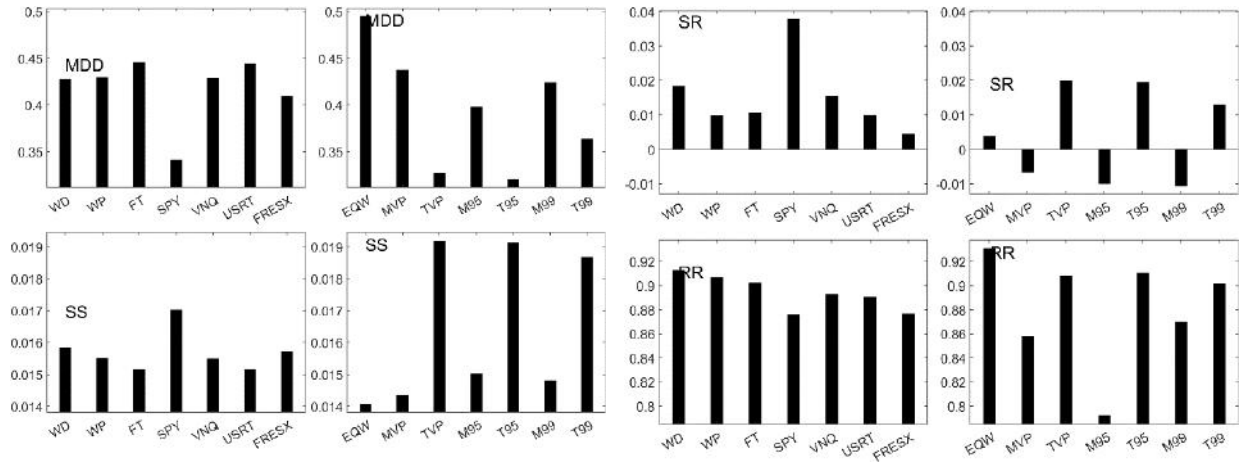 0.5
0.45
0.4
0.35
MDD
WD WP FT SPY VNQ USRT FRESX
0.5
0.45
0.4
0.35
MDD
EQW MVP TVP M95 T95 M99 T99
0.04
0.03
0.02
0.01
0
-0.01
SR
WD WP FT SPY VNQ USRT FRESX
0.04
0.03
0.02
0.01
0
-0.01
SR
EQW MVP TVP M95 T95 M99 T99
0.019
0.018
0.017
0.016
0.015
0.014
SS
WD WP FT SPY VNQ USRT FRESX
0.019
0.018
0.017
0.016
0.015
0.014
SS
EQW MVP TVP M95 T95 M99 T99
0.92
0.9
0.88
0.86
0.84
0.82
0.8
RR
WD WP FT SPY VNQ USRT FRESX
0.92
0.9
0.88
0.86
0.84
0.82
0.8
RR
EQW MVP TVP M95 T95 M99 T99